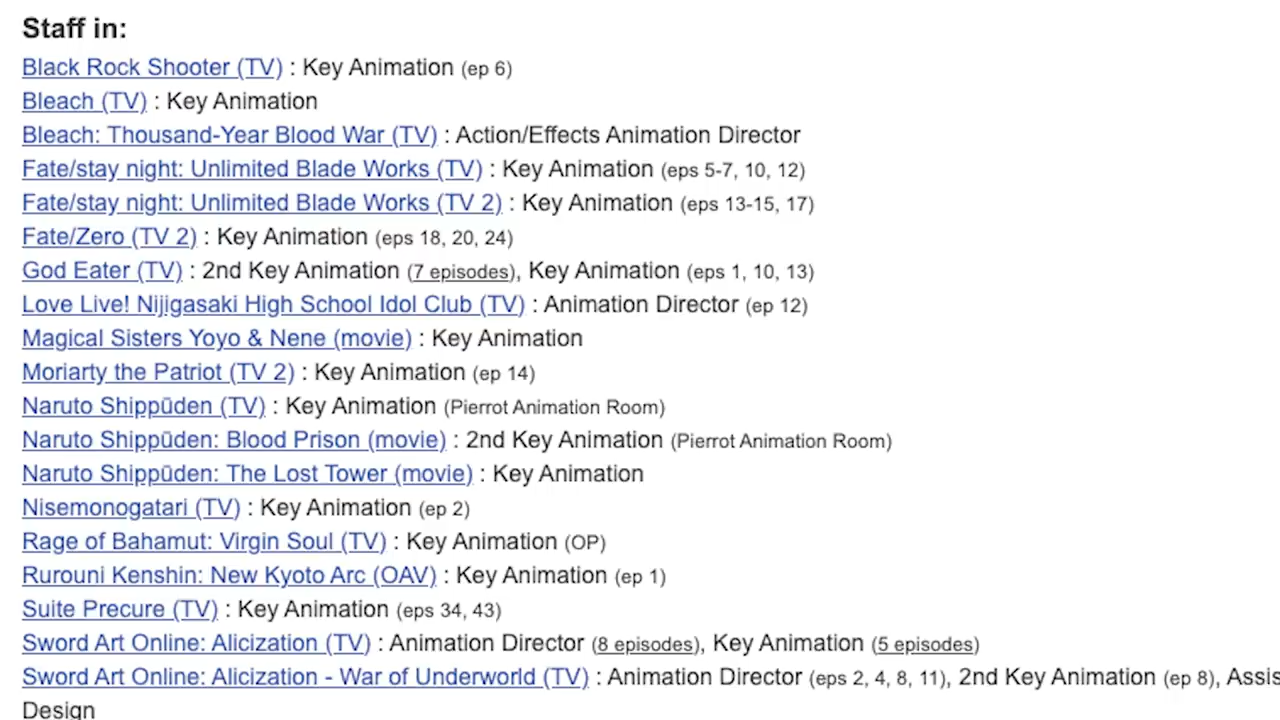 Staff in:
Black Rock Shooter (TV) : Key Animation (ep 6)
Bleach (TV) : Key Animation
Bleach: Thousand-Year Blood War (TV) : Action/Effects Animation Director
Fate/stay night: Unlimited Blade Works (TV) : Key Animation (eps 5-7, 10, 12)
Fate/stay night: Unlimited Blade Works (TV 2) : Key Animation (eps 13-15, 17)
Fate/Zero (TV 2) : Key Animation (eps 18, 20, 24)
God Eater (TV) : 2nd Key Animation (7 episodes), Key Animation (eps 1, 10, 13)
Love Live! Nijigasaki High School Idol Club (TV) : Animation Director (ep 12)
Magical Sisters Yoyo & Nene (movie) : Key Animation
Moriarty the Patriot (TV 2) : Key Animation (ep 14)
Naruto Shippūden (TV) : Key Animation (Pierrot Animation Room)
Naruto Shippūden: Blood Prison (movie) : 2nd Key Animation (Pierrot Animation Room)
Naruto Shippūden: The Lost Tower (movie) : Key Animation
Nisemonogatari (TV) : Key Animation (ep 2)
Rage of Bahamut: Virgin Soul (TV) : Key Animation (OP)
Rurouni Kenshin: New Kyoto Arc (OAV) : Key Animation (ep 1)
Suite Precure (TV) : Key Animation (eps 34, 43)
Sword Art Online: Alicization (TV) : Animation Director (8 episodes), Key Animation (5 episodes)
Sword Art Online: Alicization - War of Underworld (TV) : Animation Director (eps 2, 4, 8, 11), 2nd Key Animation (ep 8), Assis
Design